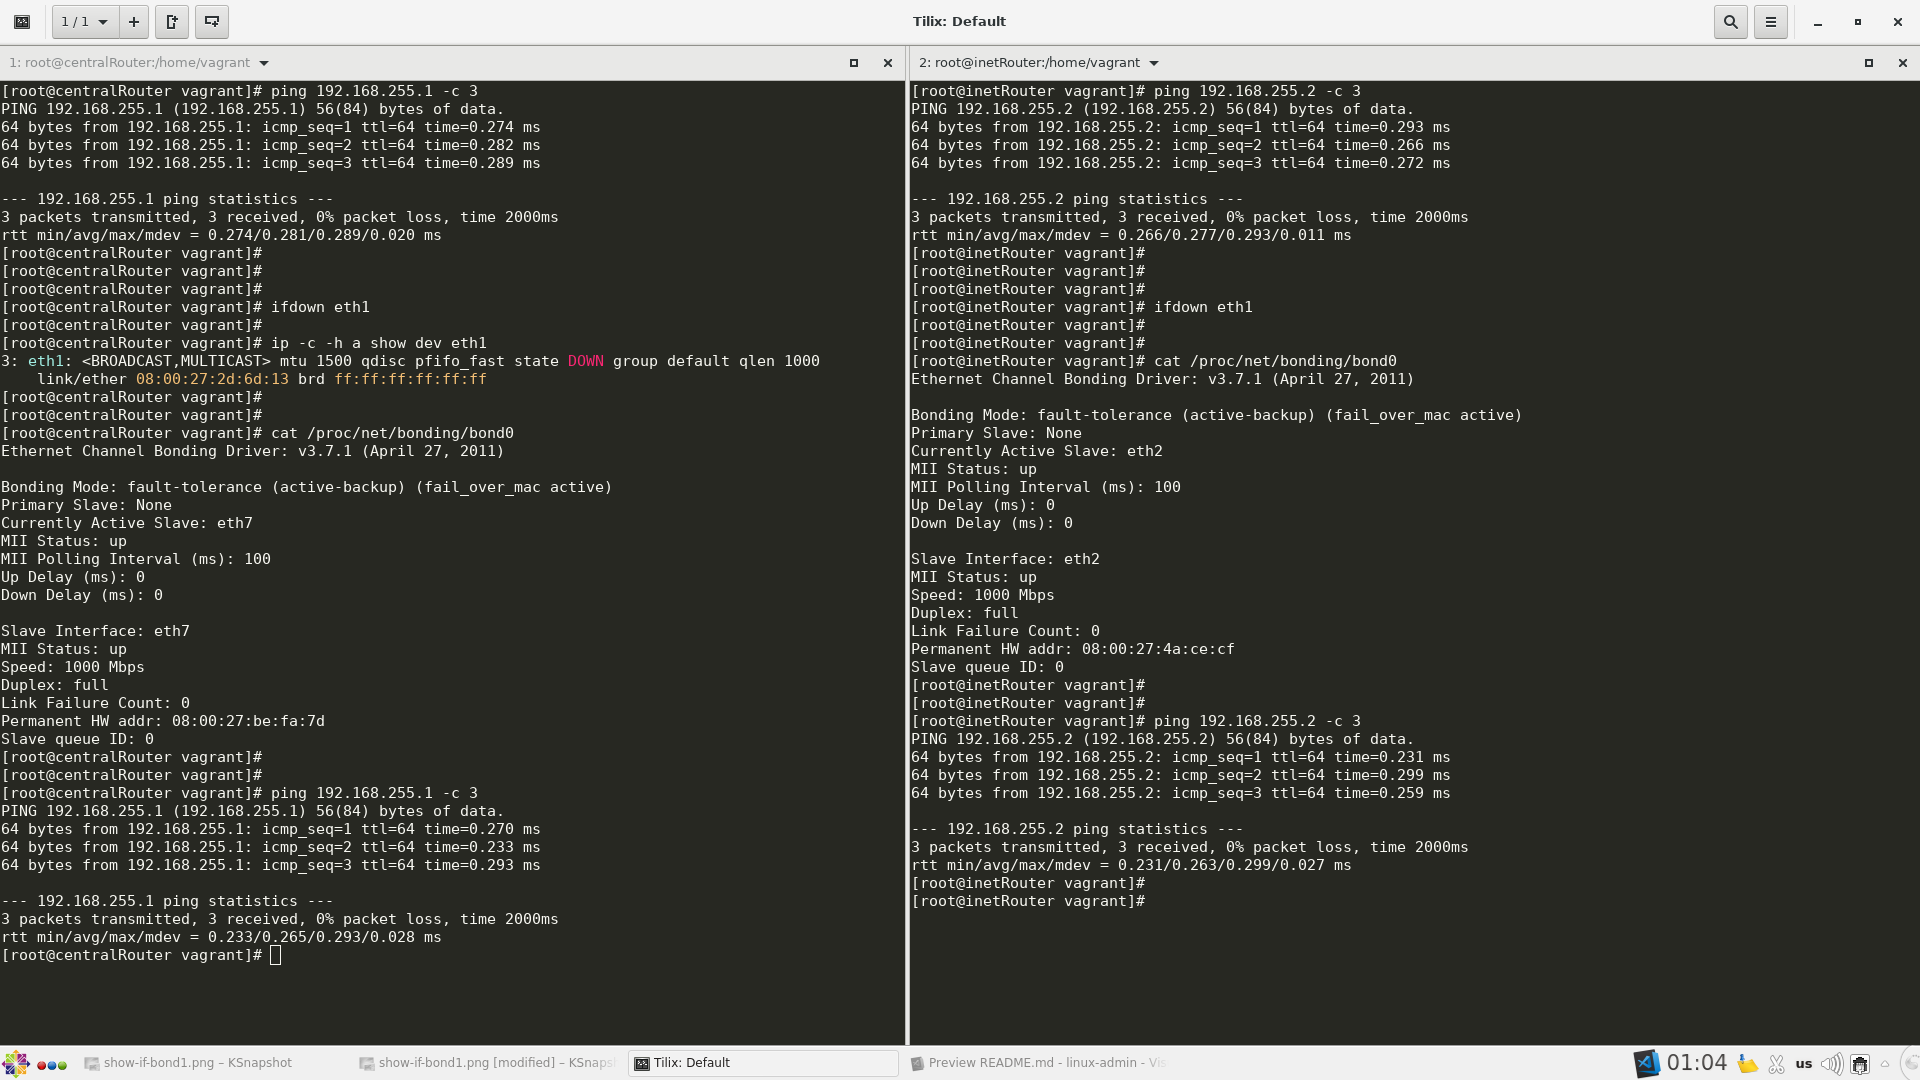 1 / 1
Tilix: Default
1: root@centralRouter:/home/vagrant
[root@centralRouter vagrant]# ping 192.168.255.1 -c 3
PING 192.168.255.1 (192.168.255.1) 56(84) bytes of data.
64 bytes from 192.168.255.1: icmp_seq=1 ttl=64 time=0.274 ms
64 bytes from 192.168.255.1: icmp_seq=2 ttl=64 time=0.282 ms
64 bytes from 192.168.255.1: icmp_seq=3 ttl=64 time=0.289 ms
--- 192.168.255.1 ping statistics ---
3 packets transmitted, 3 received, 0% packet loss, time 2000ms
rtt min/avg/max/mdev = 0.274/0.281/0.289/0.020 ms
[root@centralRouter vagrant]#
[root@centralRouter vagrant]#
[root@centralRouter vagrant]#
[root@centralRouter vagrant]# ifdown eth1
[root@centralRouter vagrant]#
[root@centralRouter vagrant]# ip -c -h a show dev eth1
3: eth1: <BROADCAST,MULTICAST> mtu 1500 qdisc pfifo_fast state DOWN group default qlen 1000
link/ether 08:00:27:2d:6d:13 brd ff:ff:ff:ff:ff:ff
[root@centralRouter vagrant]#
[root@centralRouter vagrant]#
[root@centralRouter vagrant]# cat /proc/net/bonding/bond0
Ethernet Channel Bonding Driver: v3.7.1 (April 27, 2011)
Bonding Mode: fault-tolerance (active-backup) (fail_over_mac active)
Primary Slave: None
Currently Active Slave: eth7
MII Status: up
MII Polling Interval (ms): 100
Up Delay (ms): 0
Down Delay (ms): 0
Slave Interface: eth7
MII Status: up
Speed: 1000 Mbps
Duplex: full
Link Failure Count: 0
Permanent HW addr: 08:00:27:be:fa:7d
Slave queue ID: 0
[root@centralRouter vagrant]#
[root@centralRouter vagrant]#
[root@centralRouter vagrant]# ping 192.168.255.1 -c 3
PING 192.168.255.1 (192.168.255.1) 56(84) bytes of data.
64 bytes from 192.168.255.1: icmp_seq=1 ttl=64 time=0.270 ms
64 bytes from 192.168.255.1: icmp_seq=2 ttl=64 time=0.233 ms
64 bytes from 192.168.255.1: icmp_seq=3 ttl=64 time=0.293 ms
--- 192.168.255.1 ping statistics ---
3 packets transmitted, 3 received, 0% packet loss, time 2000ms
rtt min/avg/max/mdev = 0.233/0.265/0.293/0.028 ms
[root@centralRouter vagrant]#
2: root@inetRouter:/home/vagrant
[root@inetRouter vagrant]# ping 192.168.255.2 -c 3
PING 192.168.255.2 (192.168.255.2) 56(84) bytes of data.
64 bytes from 192.168.255.2: icmp_seq=1 ttl=64 time=0.293 ms
64 bytes from 192.168.255.2: icmp_seq=2 ttl=64 time=0.266 ms
64 bytes from 192.168.255.2: icmp_seq=3 ttl=64 time=0.272 ms
--- 192.168.255.2 ping statistics ---
3 packets transmitted, 3 received, 0% packet loss, time 2000ms
rtt min/avg/max/mdev = 0.266/0.277/0.293/0.011 ms
[root@inetRouter vagrant]#
[root@inetRouter vagrant]#
[root@inetRouter vagrant]#
[root@inetRouter vagrant]# ifdown eth1
[root@inetRouter vagrant]#
[root@inetRouter vagrant]#
[root@inetRouter vagrant]# cat /proc/net/bonding/bond0
Ethernet Channel Bonding Driver: v3.7.1 (April 27, 2011)
Bonding Mode: fault-tolerance (active-backup) (fail_over_mac active)
Primary Slave: None
Currently Active Slave: eth2
MII Status: up
MII Polling Interval (ms): 100
Up Delay (ms): 0
Down Delay (ms): 0
Slave Interface: eth2
MII Status: up
Speed: 1000 Mbps
Duplex: full
Link Failure Count: 0
Permanent HW addr: 08:00:27:4a:ce:cf
Slave queue ID: 0
[root@inetRouter vagrant]#
[root@inetRouter vagrant]#
[root@inetRouter vagrant]# ping 192.168.255.2 -c 3
PING 192.168.255.2 (192.168.255.2) 56(84) bytes of data.
64 bytes from 192.168.255.2: icmp_seq=1 ttl=64 time=0.231 ms
64 bytes from 192.168.255.2: icmp_seq=2 ttl=64 time=0.299 ms
64 bytes from 192.168.255.2: icmp_seq=3 ttl=64 time=0.259 ms
--- 192.168.255.2 ping statistics ---
3 packets transmitted, 3 received, 0% packet loss, time 2000ms
rtt min/avg/max/mdev = 0.231/0.263/0.299/0.027 ms
[root@inetRouter vagrant]#
[root@inetRouter vagrant]#
show-if-bond1.png – KSnapshot
show-if-bond1.png [modified] – KSnaps
Tilix: Default
Preview README.md - linux-admin - Vis
01:04
us